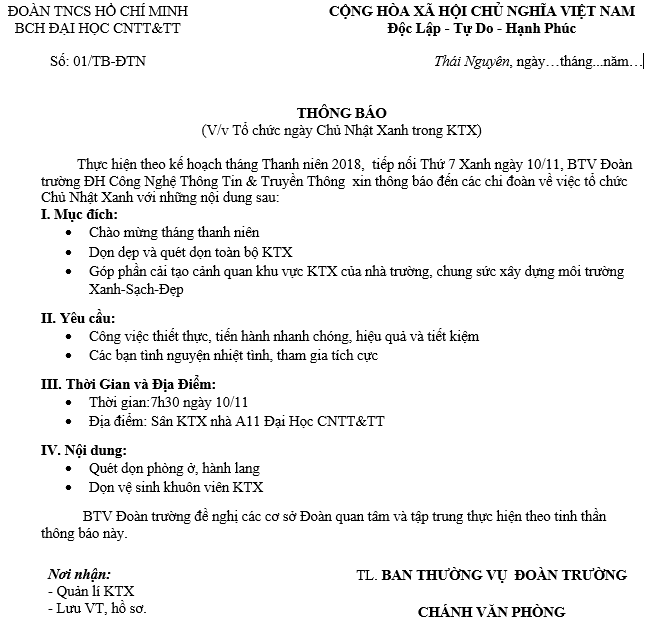 ĐOÀN TNCS HỒ CHÍ MINH
BCH ĐẠI HỌC CNTT&TT
CỘNG HÒA XÃ HỘI CHỦ NGHĨA VIỆT NAM
Độc Lập - Tự Do - Hạnh Phúc
Số: 01/TB-ĐTN
Thái Nguyên, ngày…tháng...năm…
THÔNG BÁO
(V/v Tổ chức ngày Chủ Nhật Xanh trong KTX)
Thực hiện theo kế hoạch tháng Thanh niên 2018, tiếp nối Thứ 7 Xanh ngày 10/11, BTV Đoàn
trường ĐH Công Nghệ Thông Tin & Truyền Thông xin thông báo đến các chi đoàn về việc tổ chức
Chủ Nhật Xanh với những nội dung sau:
I. Mục đích:
• Chào mừng tháng thanh niên
• Dọn dẹp và quét dọn toàn bộ KTX
• Góp phần cải tạo cảnh quan khu vực KTX của nhà trường, chung sức xây dựng môi trường
Xanh-Sạch-Đẹp
II. Yêu cầu:
• Công việc thiết thực, tiến hành nhanh chóng, hiệu quả và tiết kiệm
• Các bạn tình nguyện nhiệt tình, tham gia tích cực
III. Thời Gian và Địa Điểm:
• Thời gian:7h30 ngày 10/11
• Địa điểm: Sân KTX nhà A11 Đại Học CNTT&TT
IV. Nội dung:
• Quét dọn phòng ở, hành lang
• Dọn vệ sinh khuôn viên KTX
BTV Đoàn trường đề nghị các cơ sở Đoàn quan tâm và tập trung thực hiện theo tinh thần
thông báo này.
Nơi nhận:
- Quản lí KTX
- Lưu VT, hồ sơ.
TL. BAN THƯỜNG VỤ ĐOÀN TRƯỜNG
CHÁNH VĂN PHÒNG